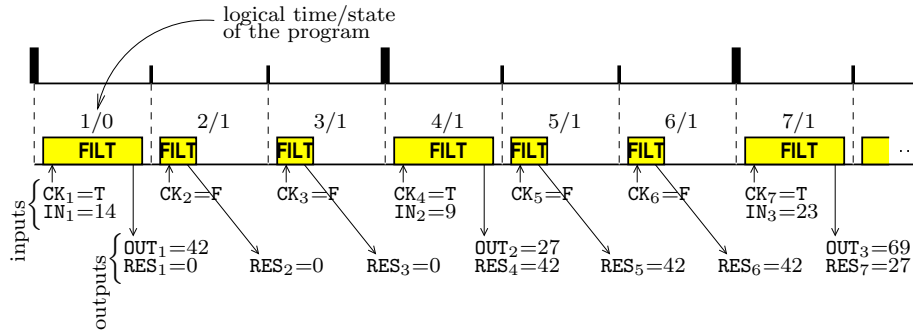 logical time/state
of the program
1/0 2/1 3/1 4/1 5/1 6/1 7/1
FILT FILT FILT FILT FILT FILT FILT ...
inputs
CK1=T CK2=F CK3=F CK4=T CK5=F CK6=F CK7=T
IN1=14 IN2=9 IN3=23
outputs
OUT1=42 OUT2=27 OUT3=69
RES1=0 RES2=0 RES3=0 RES4=42 RES5=42 RES6=42 RES7=27